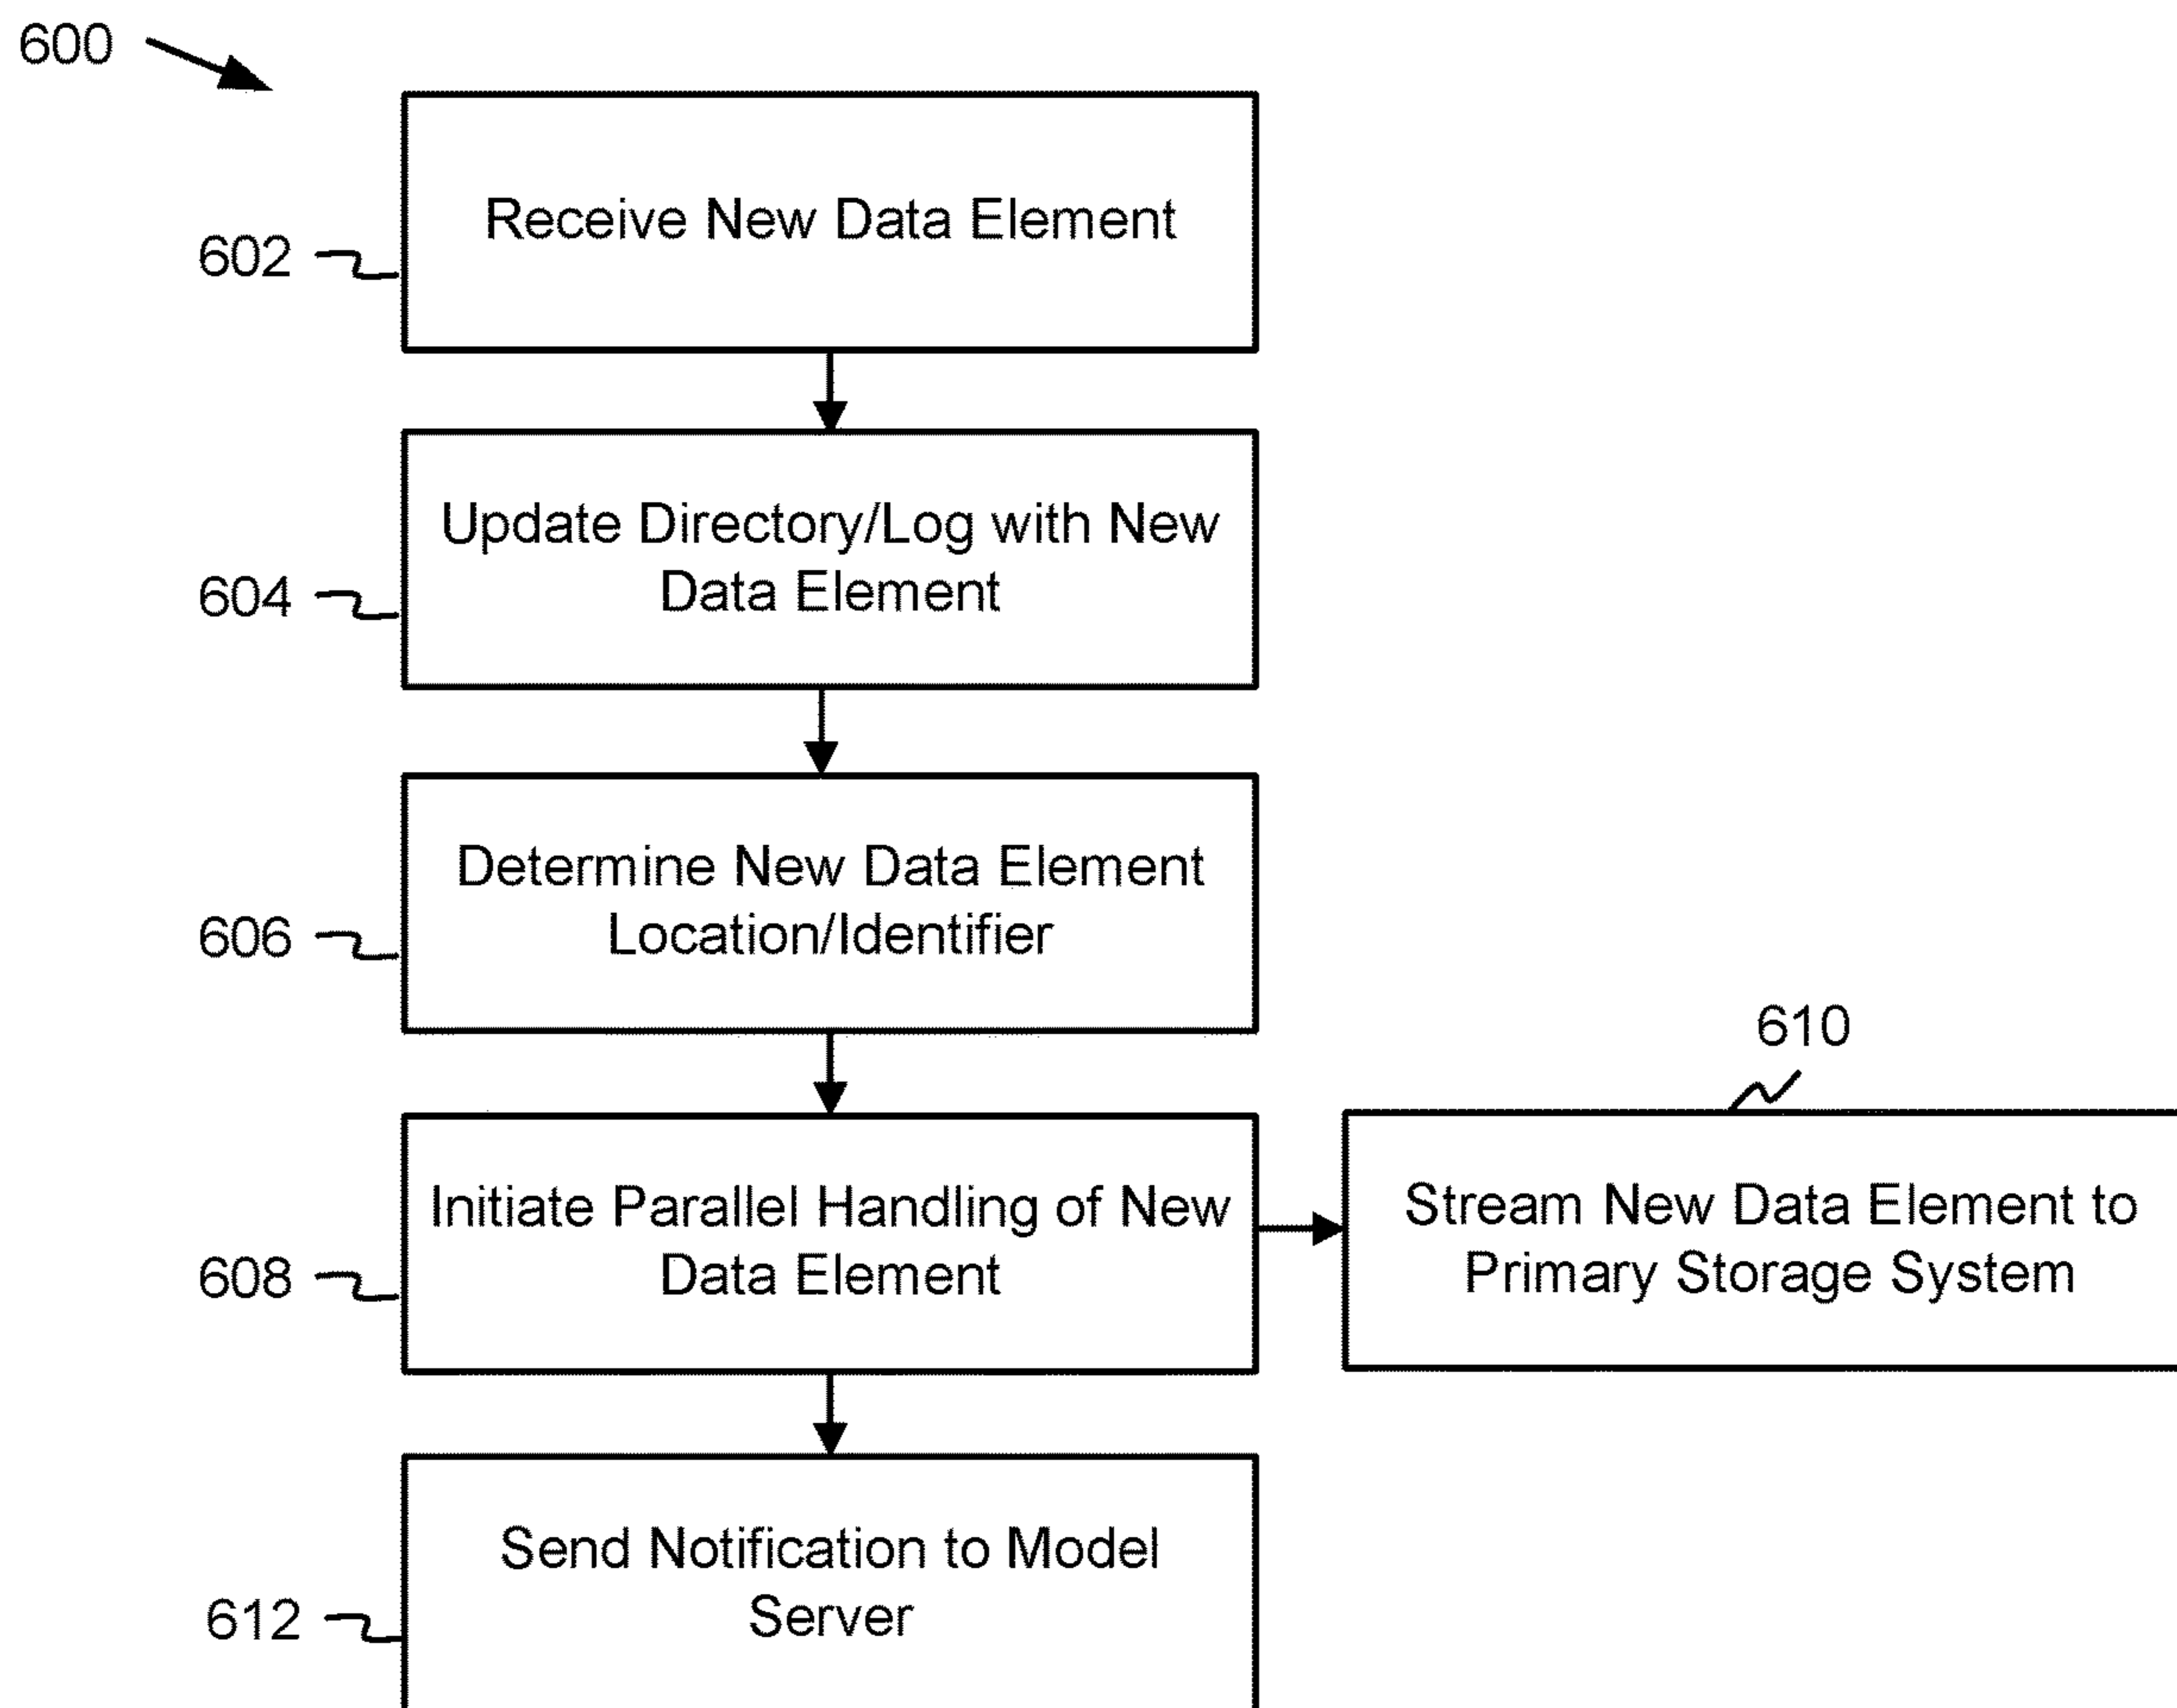 600
Receive New Data Element
602
Update Directory/Log with New
Data Element
604
Determine New Data Element
Location/Identifier
606
610
Initiate Parallel Handling of New
Data Element
608
Stream New Data Element to
Primary Storage System
Send Notification to Model
Server
612